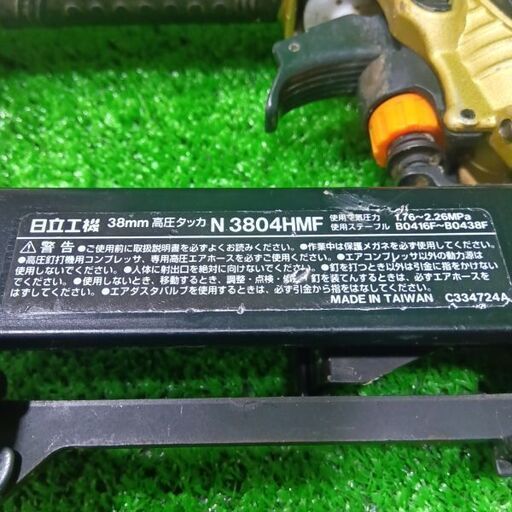 日立工機 38mm 高圧タッカ N 3804HMF 使用空気圧力 1.76~2.26MPa
使用ステープル B0416F~B0438F
⚠警告 ●ご使用前に取扱説明書を必ずよくお読みください。●作業中は保護メガネを必ず使用してください。
●高圧釘打機用コンプレッサ、専用高圧エアホースをご使用ください。●エアコンプレッサ以外の動力源は
使用しないでください。●人体に射出口を絶対に向けないでください。●釘を打つとき以外は引金に指をかけない
でください。●使用しないとき、移動するとき、調整・点検・ 釘を装てんするときは、必ずエアホースを
はずしてください。●エアダスタバルブを使用するときは、必ず引金から指をはなしてください。
MADE IN TAIWAN C334724A